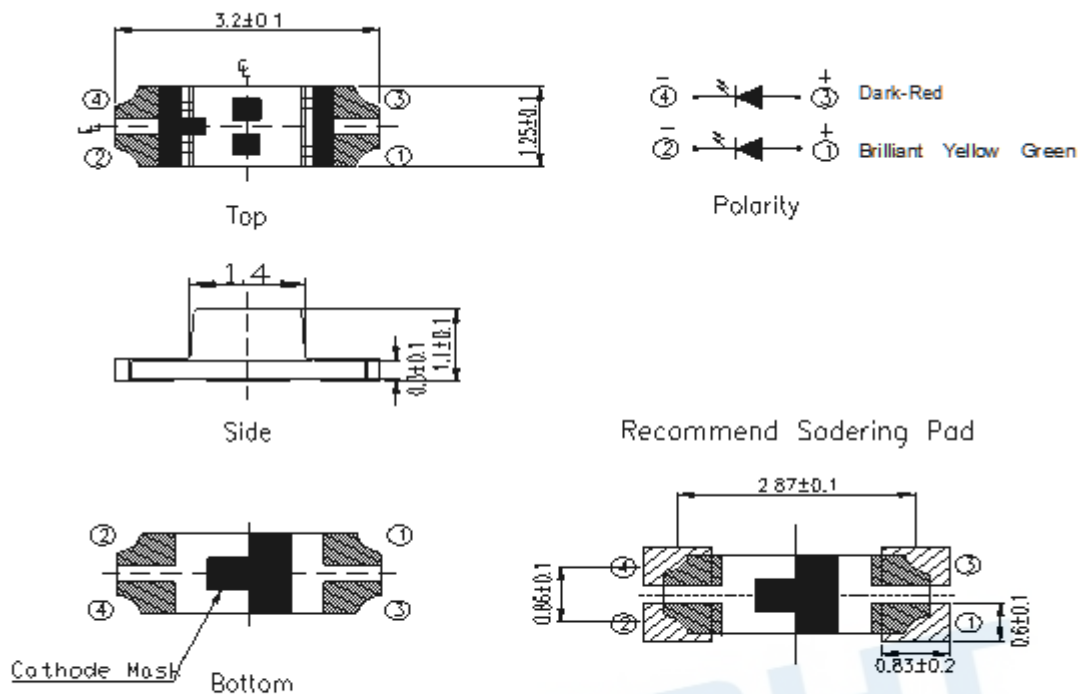 3.2±0.1
④ ③
② ①
1.25±0.1
Top
④ - + ③ Dark-Red
② - + ① Brilliant Yellow Green
Polarity
1.4
0.3±0.1
1.1±0.1
Side
Recommend Sodering Pad
② ①
④ ③
Cathode Mask
Bottom
2.87±0.1
④ ③
② ①
0.86±0.1
0.6±0.1
0.83±0.2